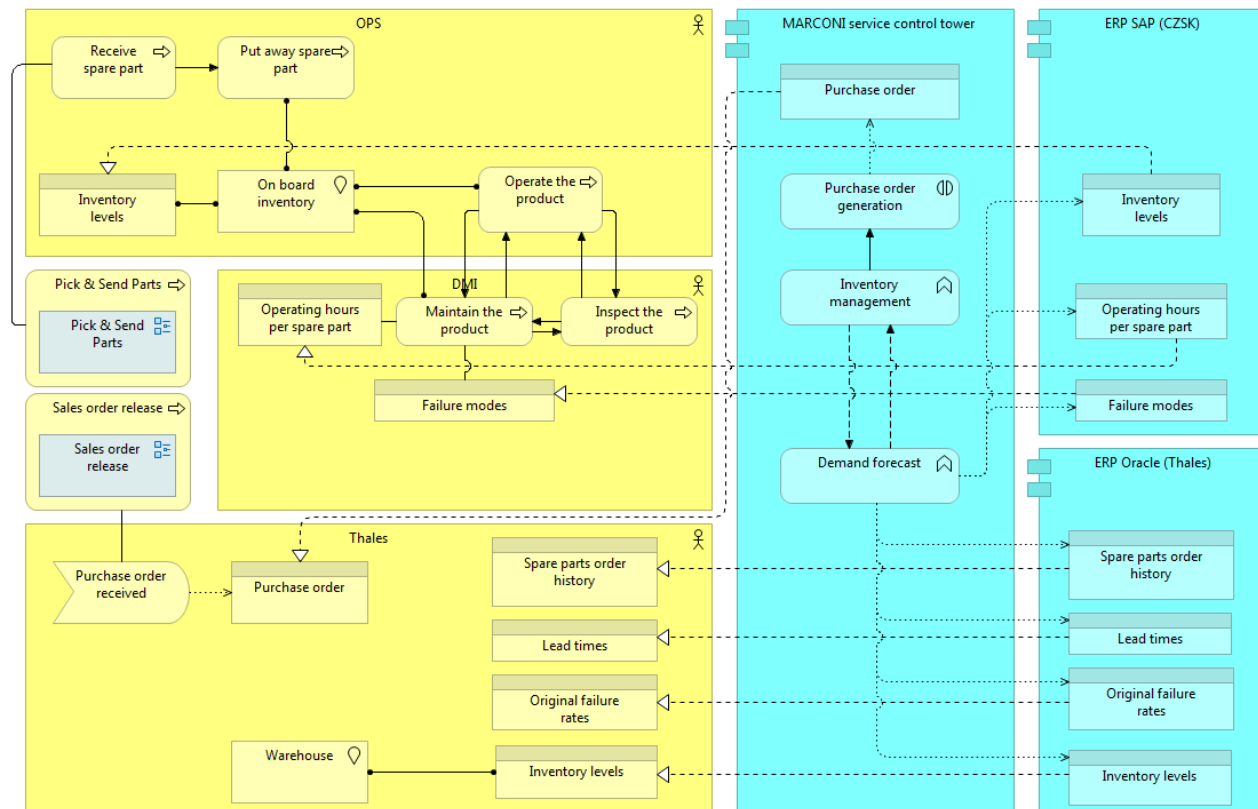 OPS
Receive
spare part
Put away spare
part
Inventory
levels
On board
inventory
Operate the
product
Pick & Send Parts
Pick & Send
Parts
Sales order release
Sales order
release
DMI
Operating hours
per spare part
Maintain the
product
Inspect the
product
Failure modes
Thales
Purchase order
received
Purchase order
Spare parts order
history
Lead times
Original failure
rates
Warehouse
Inventory levels
MARCONI service control tower
Purchase order
Purchase order
generation
Inventory
management
Demand forecast
ERP SAP (CZSK)
Inventory
levels
Operating hours
per spare part
Failure modes
ERP Oracle (Thales)
Spare parts order
history
Lead times
Original failure
rates
Inventory levels